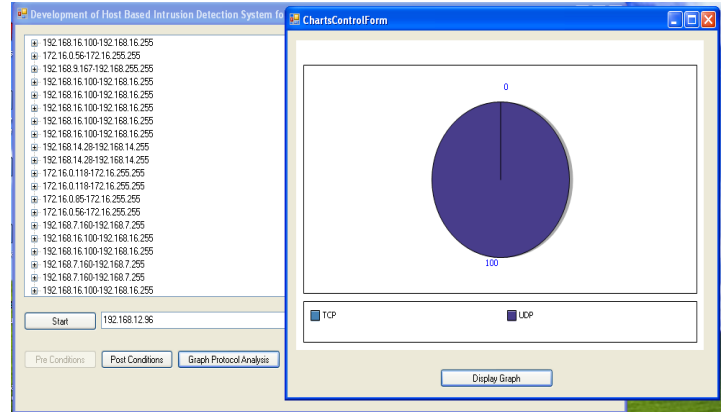 Development of Host Based Intrusion Detection System for
192.168.16.100-192.168.16.255
172.16.0.56-172.16.255.255
192.168.9.167-192.168.255.255
192.168.16.100-192.168.16.255
192.168.16.100-192.168.16.255
192.168.16.100-192.168.16.255
192.168.16.100-192.168.16.255
192.168.16.100-192.168.16.255
192.168.14.28-192.168.14.255
192.168.14.28-192.168.14.255
172.16.0.118-172.16.255.255
172.16.0.118-172.16.255.255
172.16.0.85-172.16.255.255
172.16.0.56-172.16.255.255
192.168.7.160-192.168.7.255
192.168.16.100-192.168.16.255
192.168.16.100-192.168.16.255
192.168.7.160-192.168.7.255
192.168.7.160-192.168.7.255
192.168.16.100-192.168.16.255
Start
192.168.12.96
Pre Conditions
Post Conditions
Graph Protocol Analysis
ChartsControlForm
0
100
TCP
UDP
Display Graph